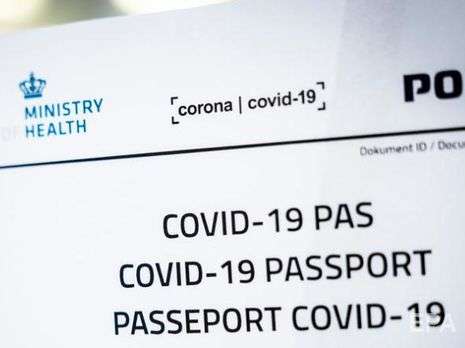 MINISTRY
OF HEALTH
corona | covid-19
PO
Dokument ID / Docu
COVID-19 PAS
COVID-19 PASSPORT
PASSEPORT COVID-19
EPA